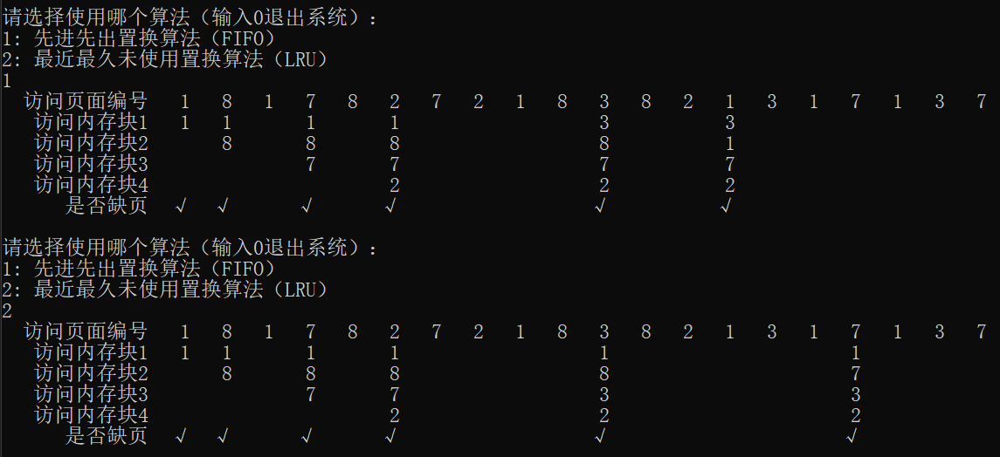 请选择使用哪个算法（输入0退出系统）：
1: 先进先出置换算法（FIFO）
2: 最近最久未使用置换算法（LRU）
1
访问页面编号 1 8 1 7 8 2 7 2 1 8 3 8 2 1 3 1 7 1 3 7
访问内存块1 1 1 1 1 3 3
访问内存块2 8 8 8 8 1
访问内存块3 7 7 7 7
访问内存块4 2 2 2
是否缺页 √ √ √ √ √ √
请选择使用哪个算法（输入0退出系统）：
1: 先进先出置换算法（FIFO）
2: 最近最久未使用置换算法（LRU）
2
访问页面编号 1 8 1 7 8 2 7 2 1 8 3 8 2 1 3 1 7 1 3 7
访问内存块1 1 1 1 1 1 1
访问内存块2 8 8 8 8 7
访问内存块3 7 7 3 3
访问内存块4 2 2 2
是否缺页 √ √ √ √ √ √